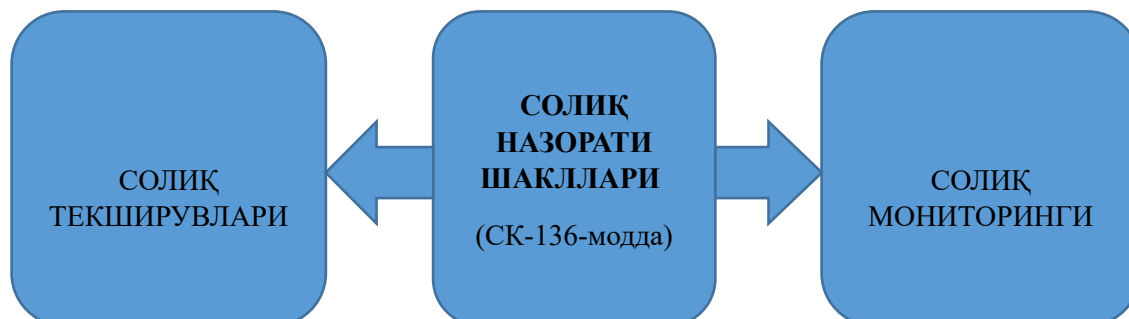 СОЛИҚ
ТЕКШИРУВЛАРИ
СОЛИҚ
НАЗОРАТИ
ШАКЛЛАРИ
(СК-136-модда)
СОЛИҚ
МОНИТОРИНГИ